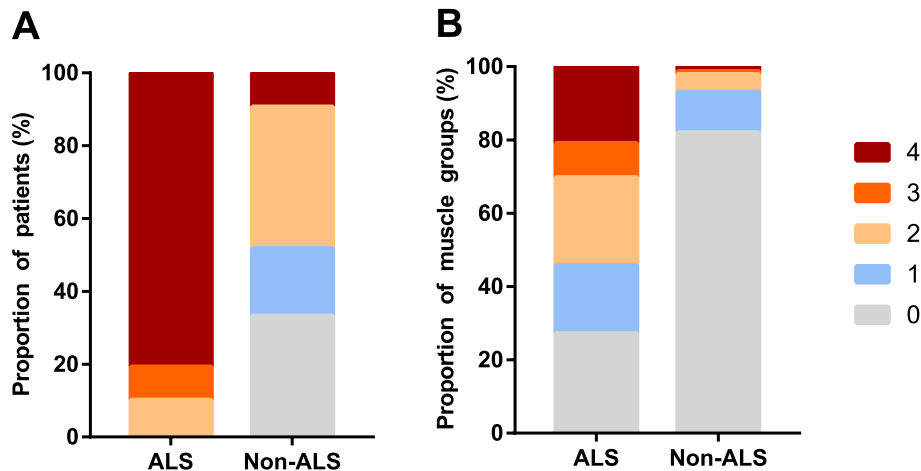 A
Proportion of patients (%)
100
80
60
40
20
0
ALS Non-ALS
B
Proportion of muscle groups (%)
100
80
60
40
20
0
ALS Non-ALS
4
3
2
1
0